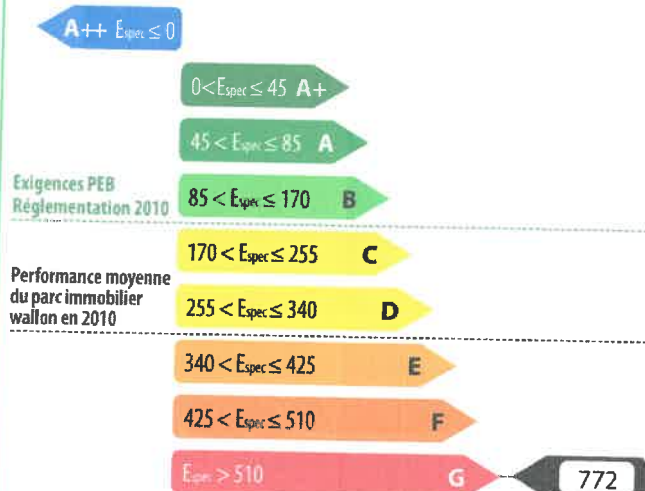 A++ Espec ≤ 0
0 < Espec ≤ 45 A+
45 < Espec ≤ 85 A
Exigences PEB
Réglementation 2010
85 < Espec ≤ 170 B
170 < Espec ≤ 255 C
Performance moyenne
du parc immobilier
wallon en 2010
255 < Espec ≤ 340 D
340 < Espec ≤ 425 E
425 < Espec ≤ 510 F
Espec > 510 G
772